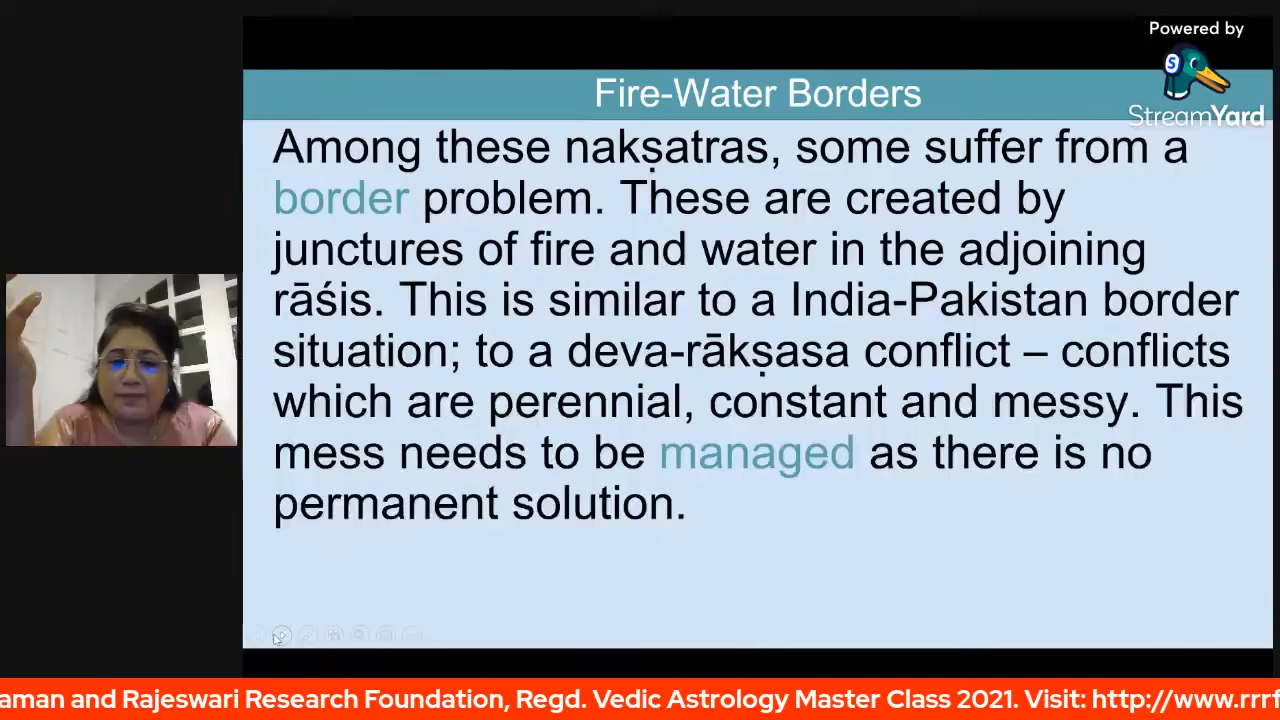 Powered by
StreamYard
Fire-Water Borders
Among these nakṣatras, some suffer from a
border problem. These are created by
junctures of fire and water in the adjoining
rāśis. This is similar to a India-Pakistan border
situation; to a deva-rākṣasa conflict – conflicts
which are perennial, constant and messy. This
mess needs to be managed as there is no
permanent solution.
aman and Rajeswari Research Foundation, Regd. Vedic Astrology Master Class 2021. Visit: http://www.rrrf